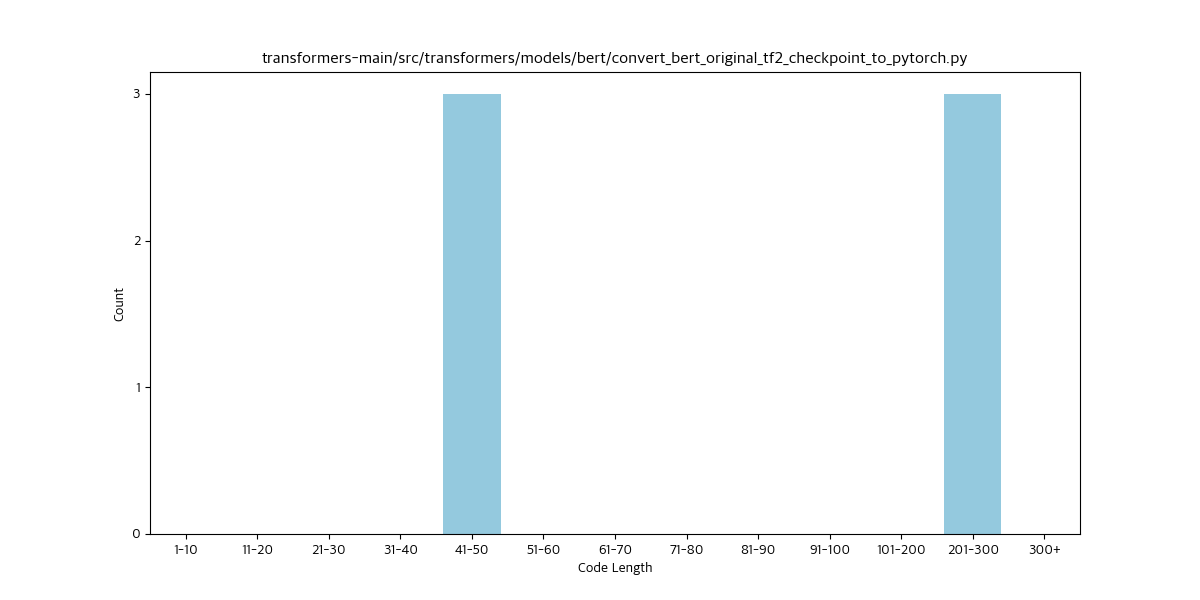 transformers-main/src/transformers/models/bert/convert_bert_original_tf2_checkpoint_to_pytorch.py
3
2
1
0
Count
1-10 11-20 21-30 31-40 41-50 51-60 61-70 71-80 81-90 91-100 101-200 201-300 300+
Code Length